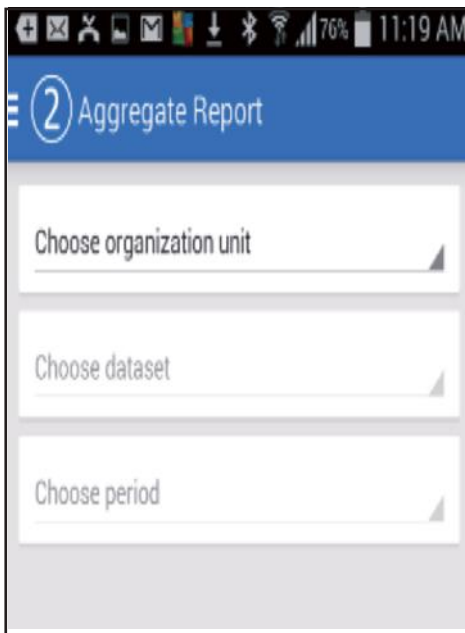 76% 11:19 AM
2 Aggregate Report
Choose organization unit
Choose dataset
Choose period